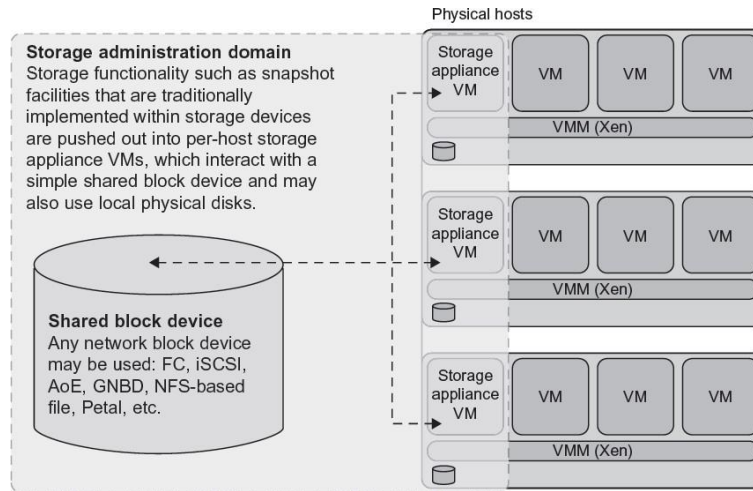 Physical hosts
Storage administration domain
Storage functionality such as snapshot
facilities that are traditionally
implemented within storage devices
are pushed out into per-host storage
appliance VMs, which interact with a
simple shared block device and may
also use local physical disks.
Storage
appliance
VM
VM
VM
VM
VMM (Xen)
Storage
appliance
VM
VM
VM
VM
VMM (Xen)
Shared block device
Any network block device
may be used: FC, iSCSI,
AoE, GNBD, NFS-based
file, Petal, etc.
Storage
appliance
VM
VM
VM
VM
VMM (Xen)